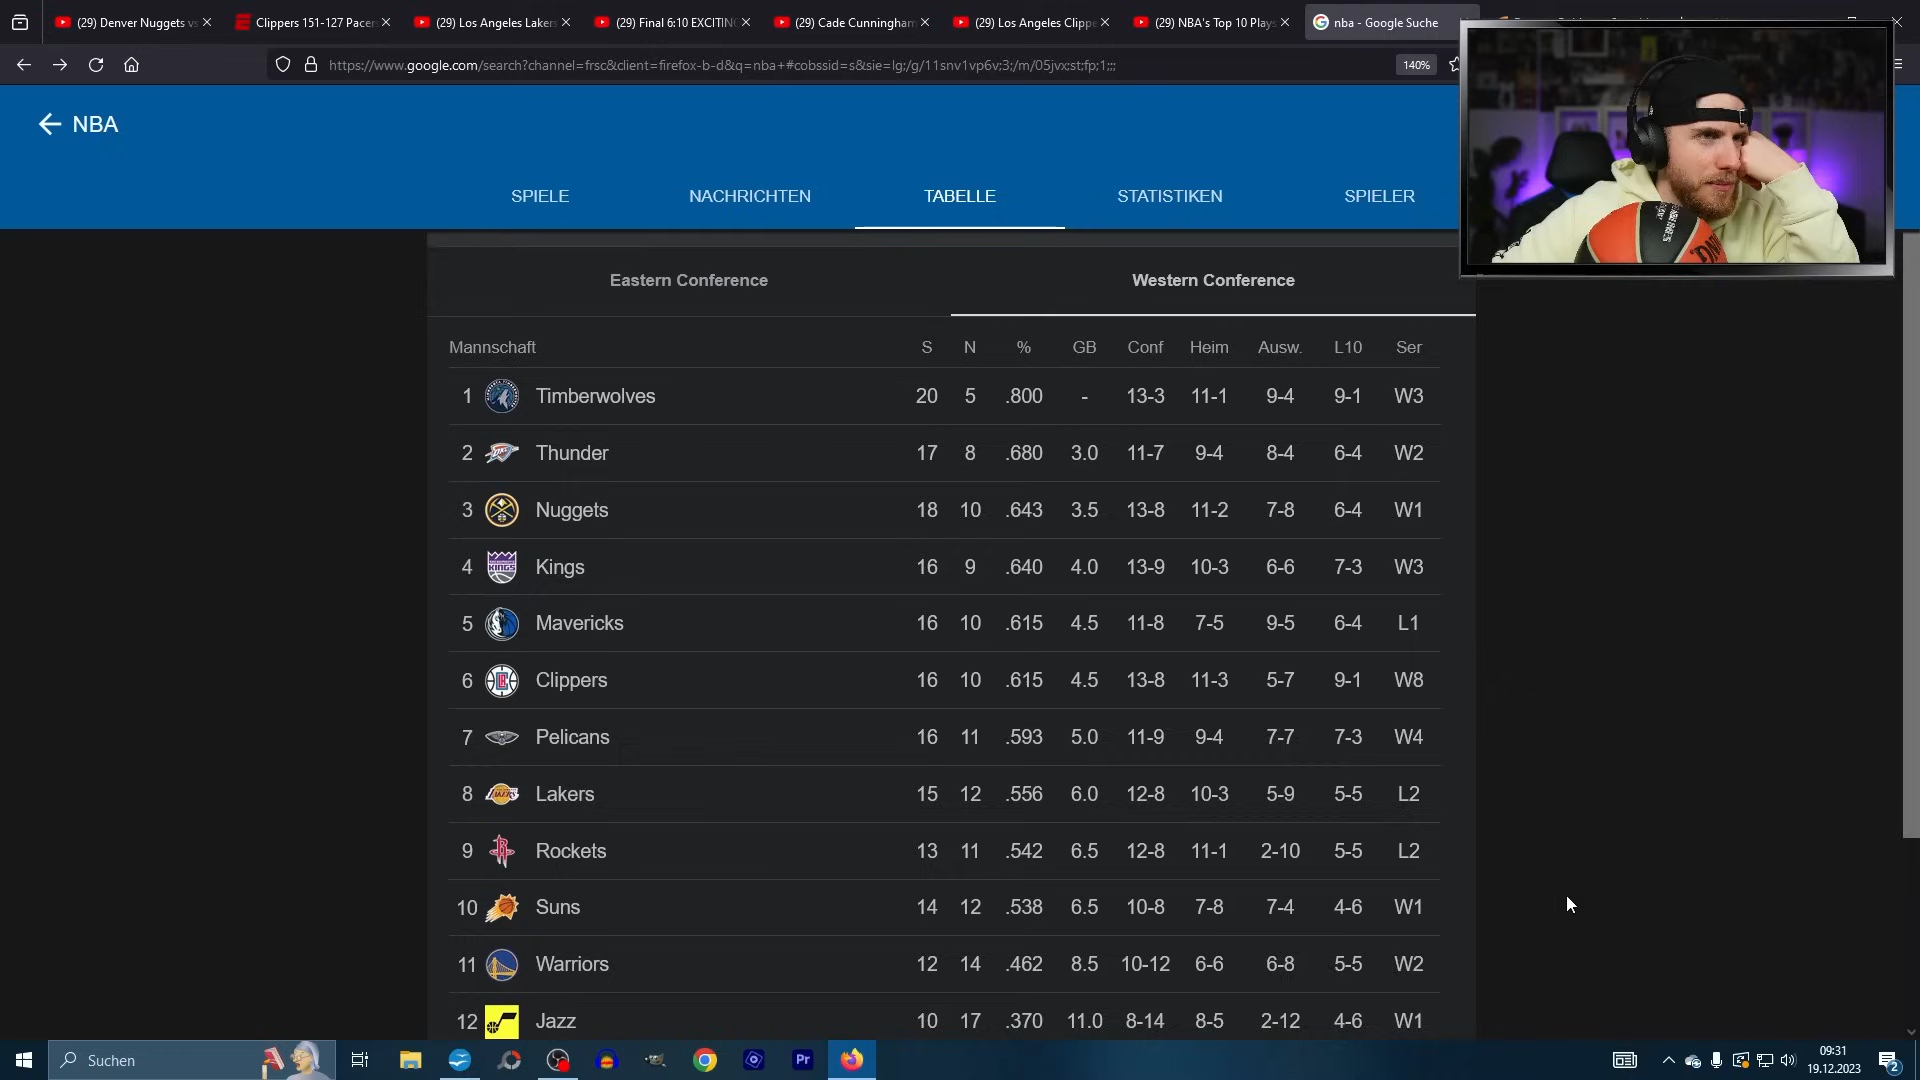 (29) Denver Nuggets vs
Clippers 151-127 Pacers
(29) Los Angeles Lakers
(29) Final 6:10 EXCITING
(29) Cade Cunningham
(29) Los Angeles Clippe
(29) NBA's Top 10 Plays
nba - Google Suche
https://www.google.com/search?channel=frsc&client=firefox-b-d&q=nba+#cobssid=s&sie=lg;/g/11snv1vp6v;3;/m/05jvx;st;fp;1;;;
140%
NBA
SPIELE NACHRICHTEN TABELLE STATISTIKEN SPIELER
Eastern Conference Western Conference
Mannschaft S N % GB Conf Heim Ausw. L10 Ser
1 Timberwolves 20 5 .800 - 13-3 11-1 9-4 9-1 W3
2 Thunder 17 8 .680 3.0 11-7 9-4 8-4 6-4 W2
3 Nuggets 18 10 .643 3.5 13-8 11-2 7-8 6-4 W1
4 Kings 16 9 .640 4.0 13-9 10-3 6-6 7-3 W3
5 Mavericks 16 10 .615 4.5 11-8 7-5 9-5 6-4 L1
6 Clippers 16 10 .615 4.5 13-8 11-3 5-7 9-1 W8
7 Pelicans 16 11 .593 5.0 11-9 9-4 7-7 7-3 W4
8 Lakers 15 12 .556 6.0 12-8 10-3 5-9 5-5 L2
9 Rockets 13 11 .542 6.5 12-8 11-1 2-10 5-5 L2
10 Suns 14 12 .538 6.5 10-8 7-8 7-4 4-6 W1
11 Warriors 12 14 .462 8.5 10-12 6-6 6-8 5-5 W2
12 Jazz 10 17 .370 11.0 8-14 8-5 2-12 4-6 W1
Suchen
Pr
09:31
19.12.2023
2